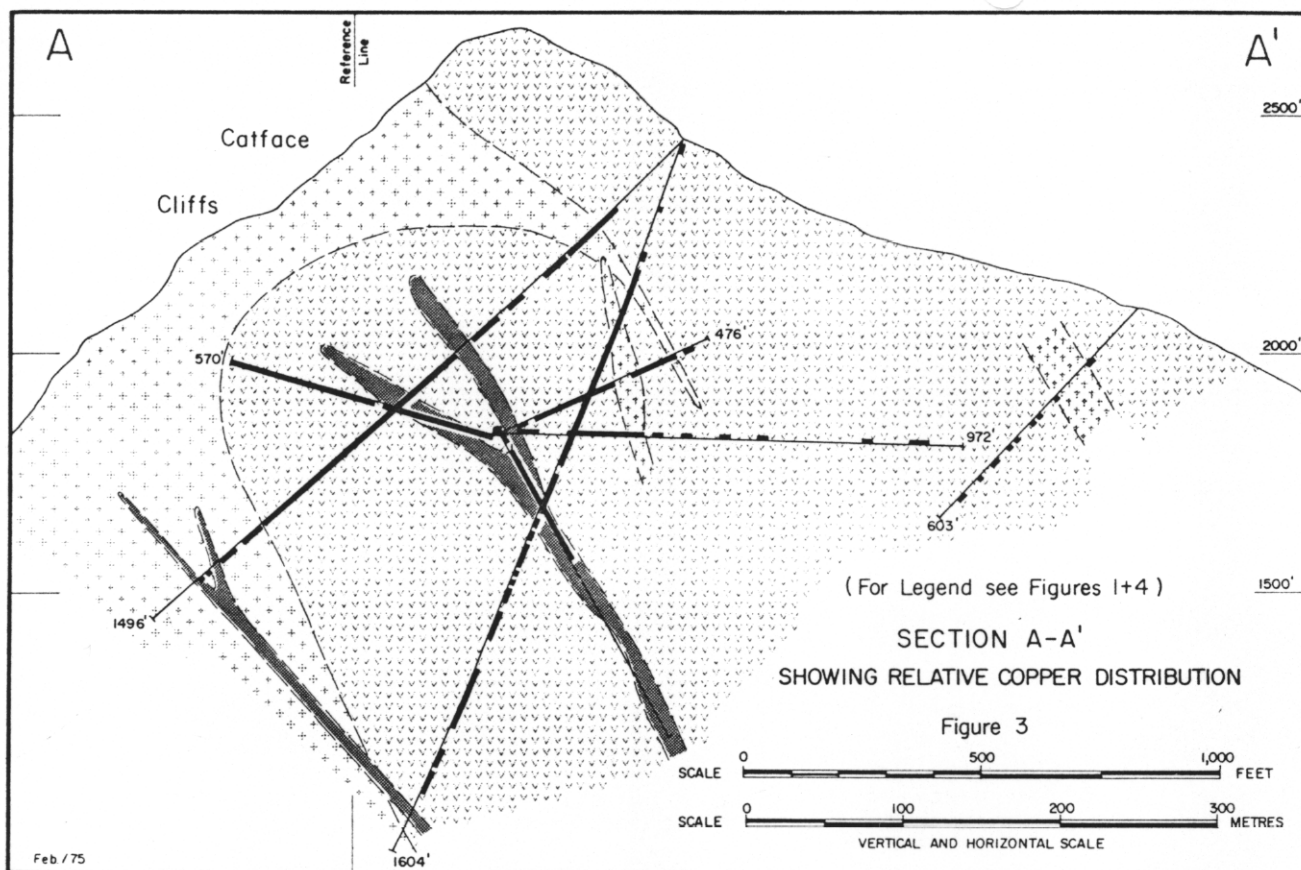 A
Reference
Line
A'
2500'
Catface
Cliffs
2000'
570'
476'
972'
603'
1500'
1496'
(For Legend see Figures 1+4)
SECTION A-A'
SHOWING RELATIVE COPPER DISTRIBUTION
Figure 3
SCALE 0 500 1,000 FEET
SCALE 0 100 200 300 METRES
VERTICAL AND HORIZONTAL SCALE
Feb./75
1604'